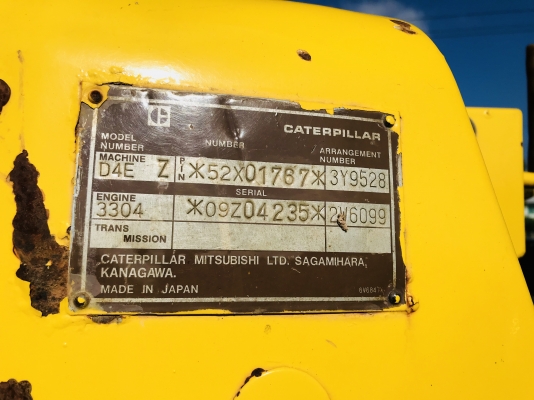 CATERPILLAR
MODEL NUMBER NUMBER ARRANGEMENT NUMBER
MACHINE D4E Z PIN *52X01767* 3Y9528
SERIAL
ENGINE 3304 *09Z04235* 2W6099
TRANS MISSION
CATERPILLAR MITSUBISHI LTD. SAGAMIHARA,
KANAGAWA.
MADE IN JAPAN